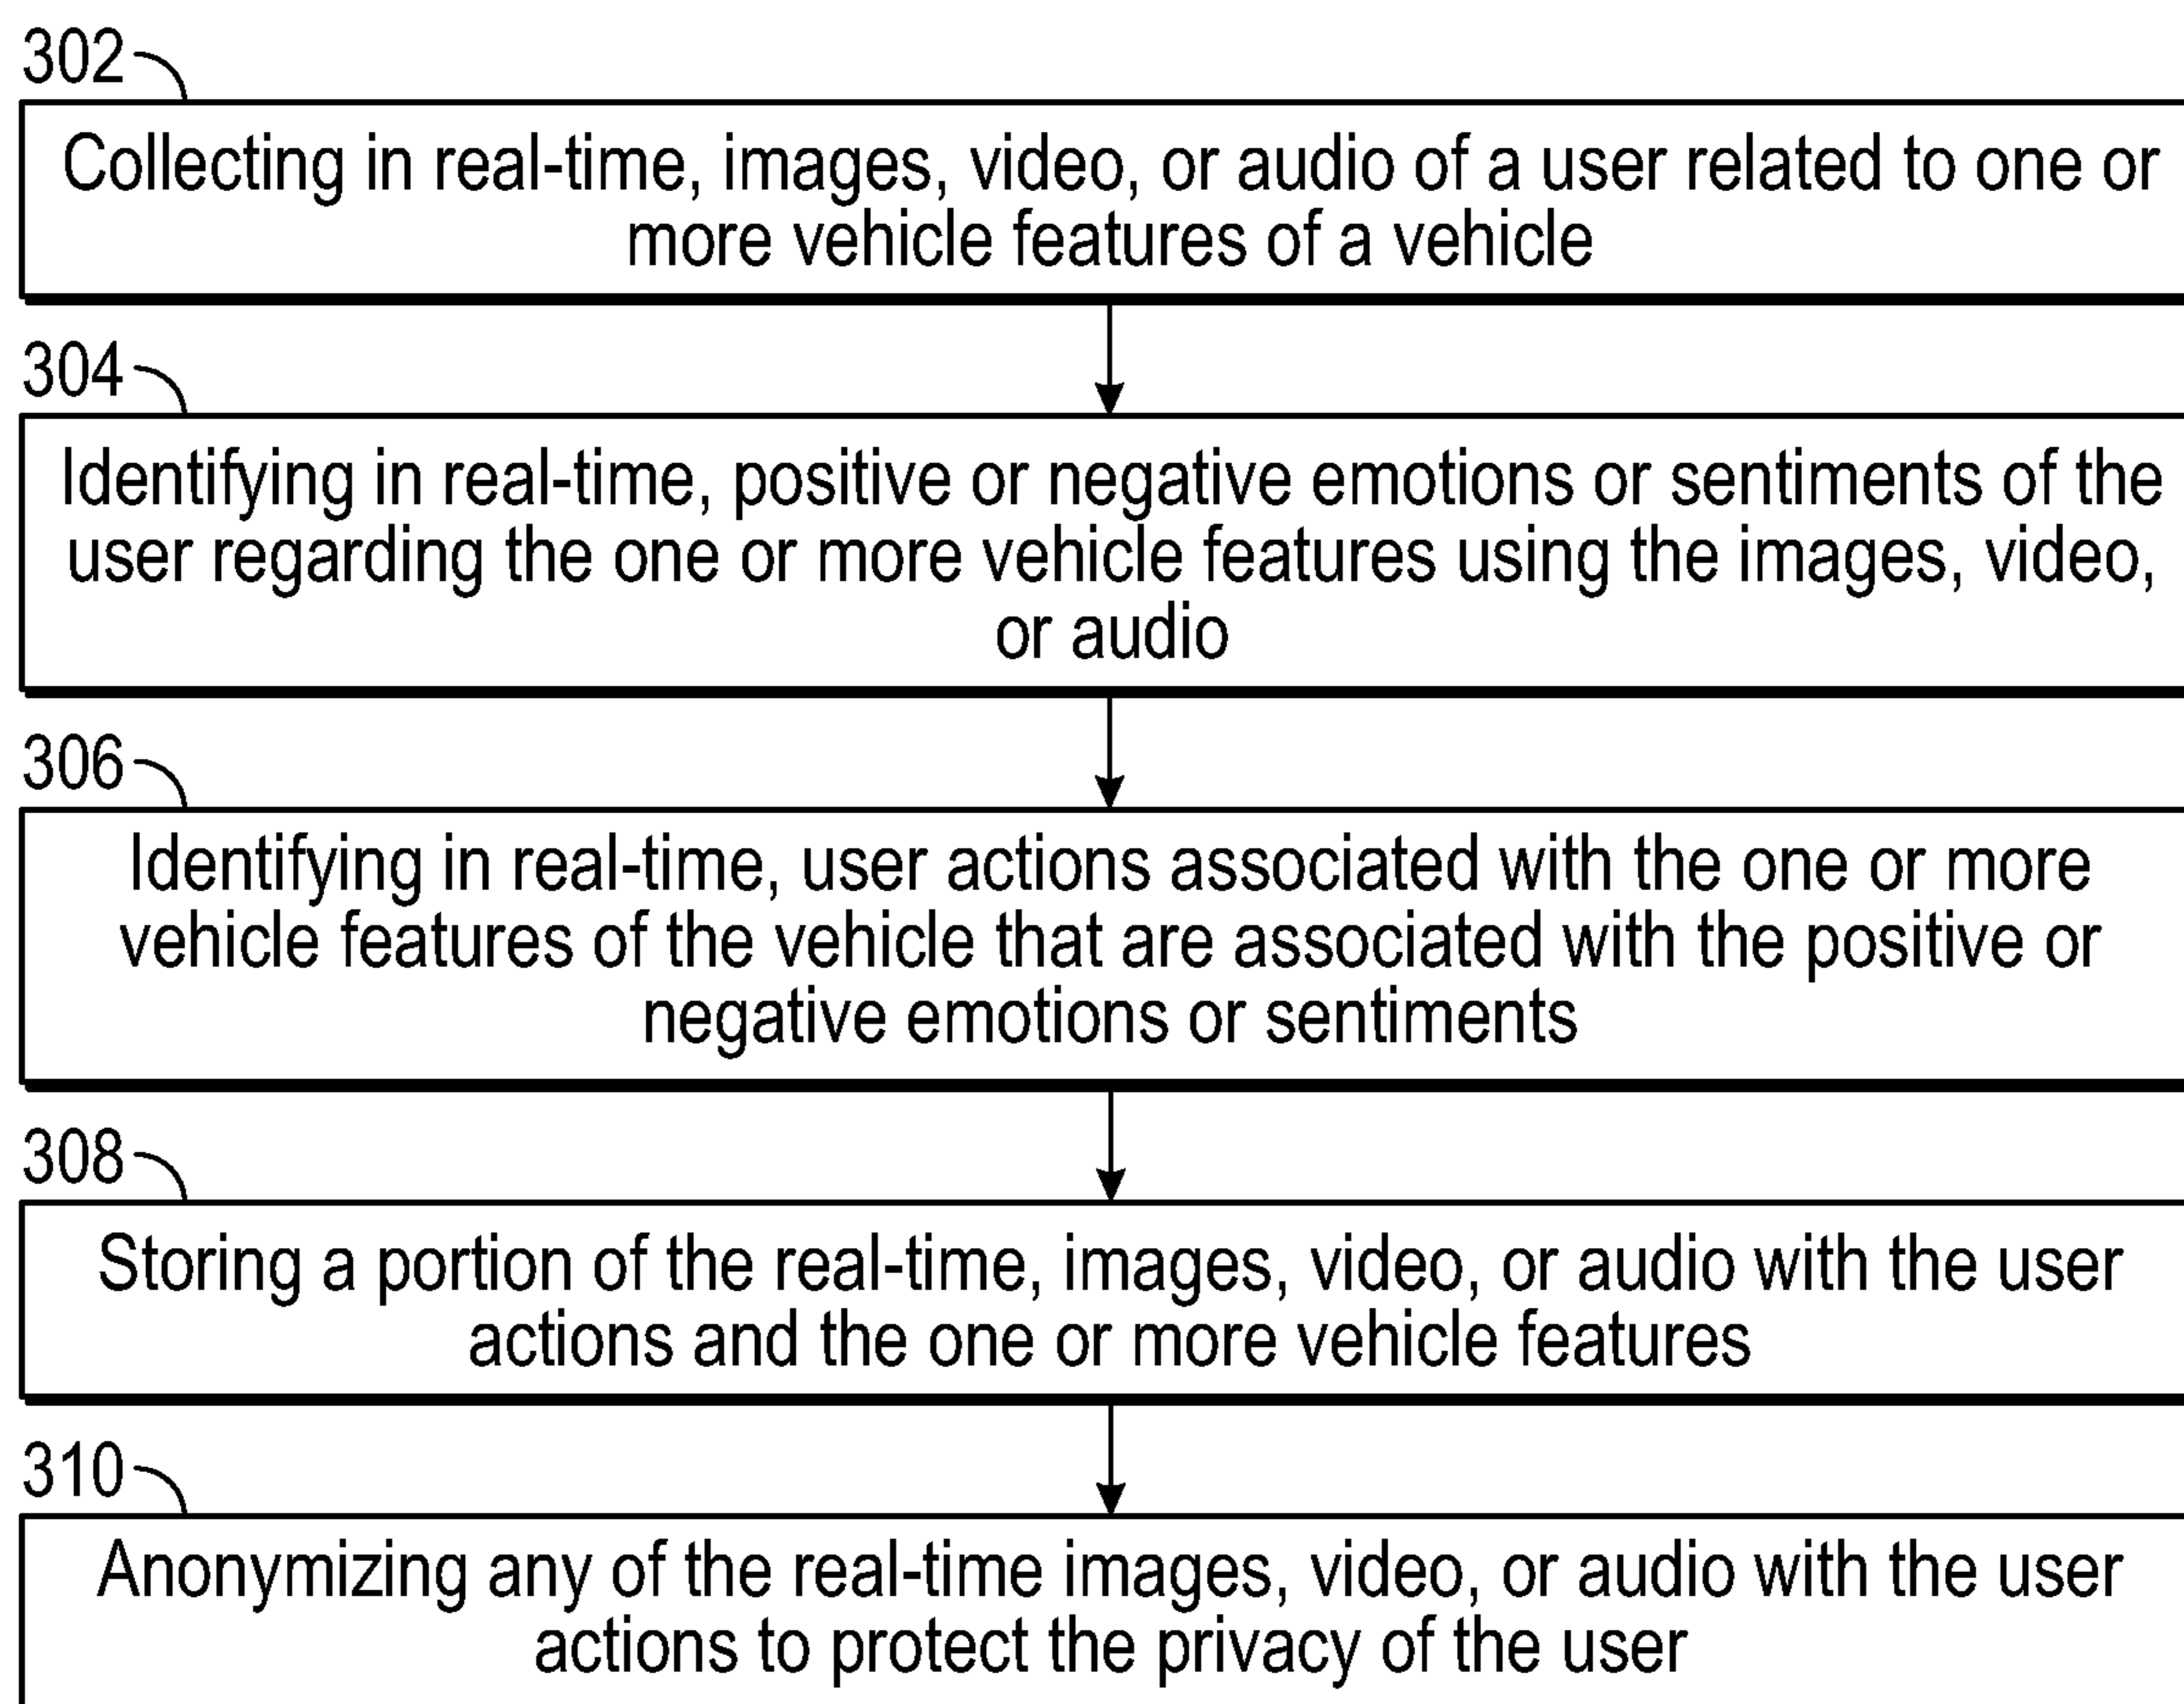 302
Collecting in real-time, images, video, or audio of a user related to one or
more vehicle features of a vehicle
304
Identifying in real-time, positive or negative emotions or sentiments of the
user regarding the one or more vehicle features using the images, video,
or audio
306
Identifying in real-time, user actions associated with the one or more
vehicle features of the vehicle that are associated with the positive or
negative emotions or sentiments
308
Storing a portion of the real-time, images, video, or audio with the user
actions and the one or more vehicle features
310
Anonymizing any of the real-time images, video, or audio with the user
actions to protect the privacy of the user